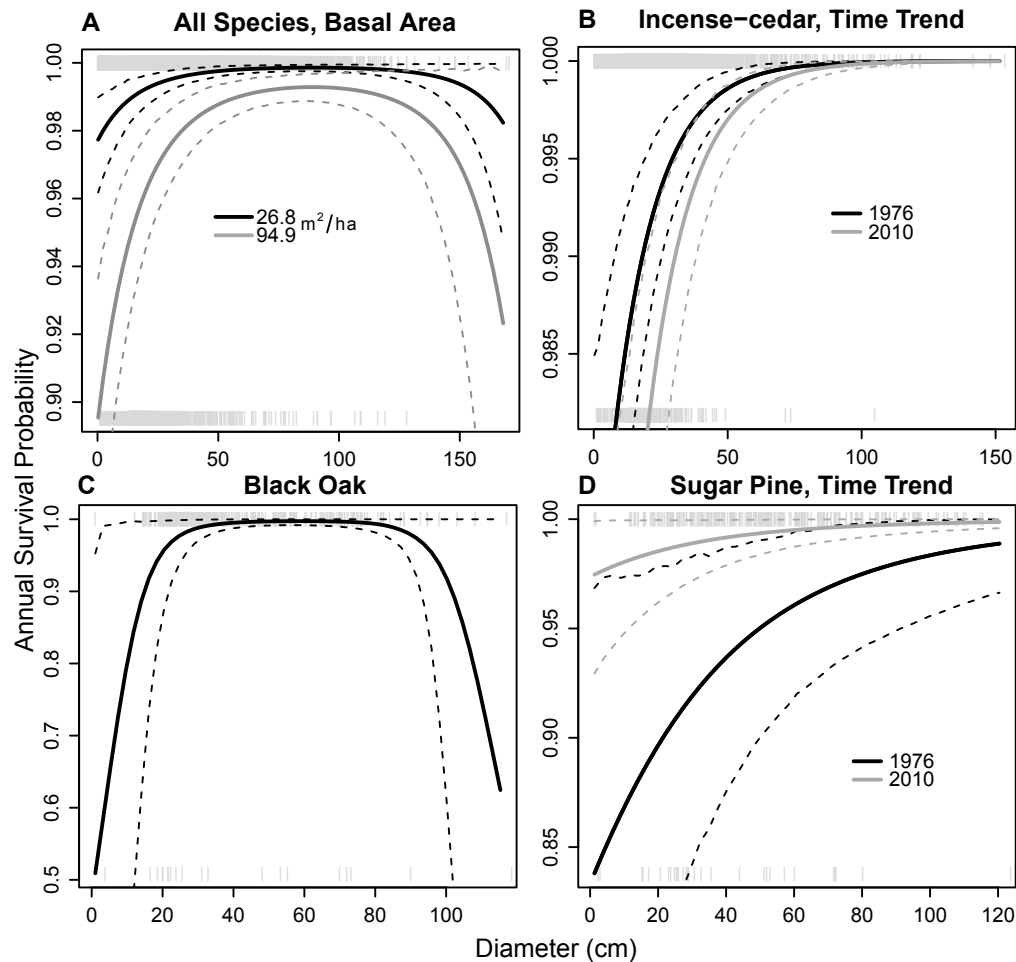 A All Species, Basal Area
1.00
0.98
0.96
0.94
0.92
0.90
26.8 m²/ha
94.9
0 50 100 150
B Incense−cedar, Time Trend
1.000
0.995
0.990
0.985
1976
2010
0 50 100 150
C Black Oak
1.0
0.9
0.8
0.7
0.6
0.5
0 20 40 60 80 100
D Sugar Pine, Time Trend
1.00
0.95
0.90
0.85
1976
2010
0 20 40 60 80 100 120
Annual Survival Probability
Diameter (cm)